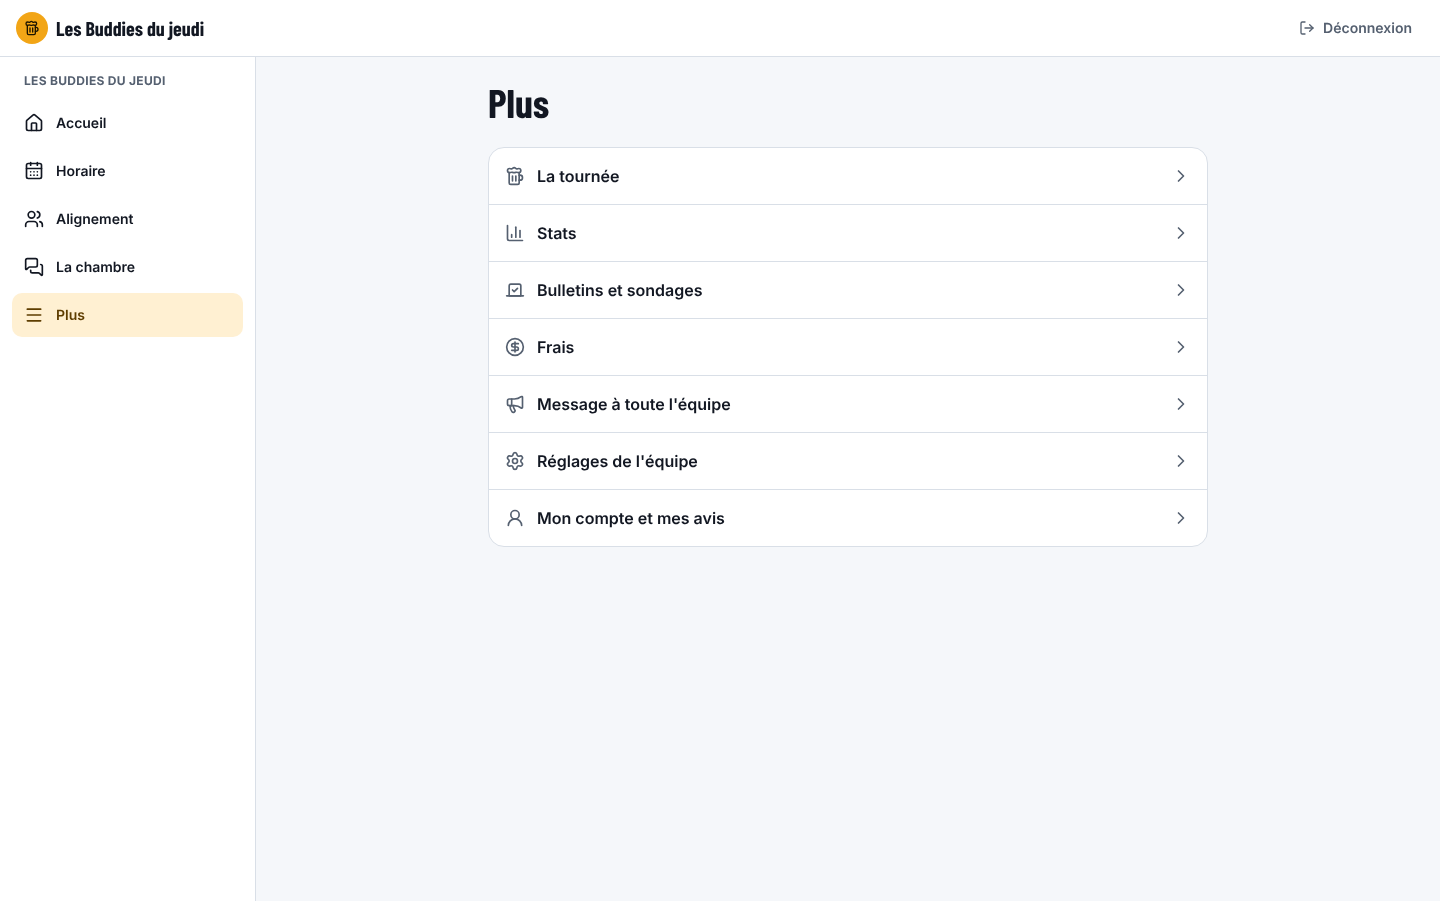 Les Buddies du jeudi
Déconnexion
LES BUDDIES DU JEUDI
Accueil
Horaire
Alignement
La chambre
Plus
Plus
La tournée
Stats
Bulletins et sondages
Frais
Message à toute l'équipe
Réglages de l'équipe
Mon compte et mes avis